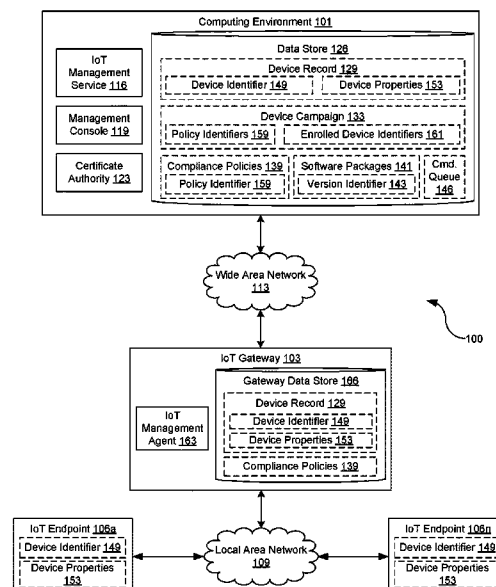 Computing Environment 101
IoT
Management
Service 116
Management
Console 119
Certificate
Authority 123
Data Store 126
Device Record 129
Device Identifier 149
Device Properties 153
Device Campaign 133
Policy Identifiers 159
Enrolled Device Identifiers 161
Compliance Policies 139
Policy Identifier 159
Software Packages 141
Version Identifier 143
Cmd.
Queue
146
Wide Area Network
113
100
IoT Gateway 103
IoT
Management
Agent 163
Gateway Data Store 166
Device Record 129
Device Identifier 149
Device Properties 153
Compliance Policies 139
IoT Endpoint 106a
Device Identifier 149
Device Properties
153
Local Area Network
109
IoT Endpoint 106n
Device Identifier 149
Device Properties
153